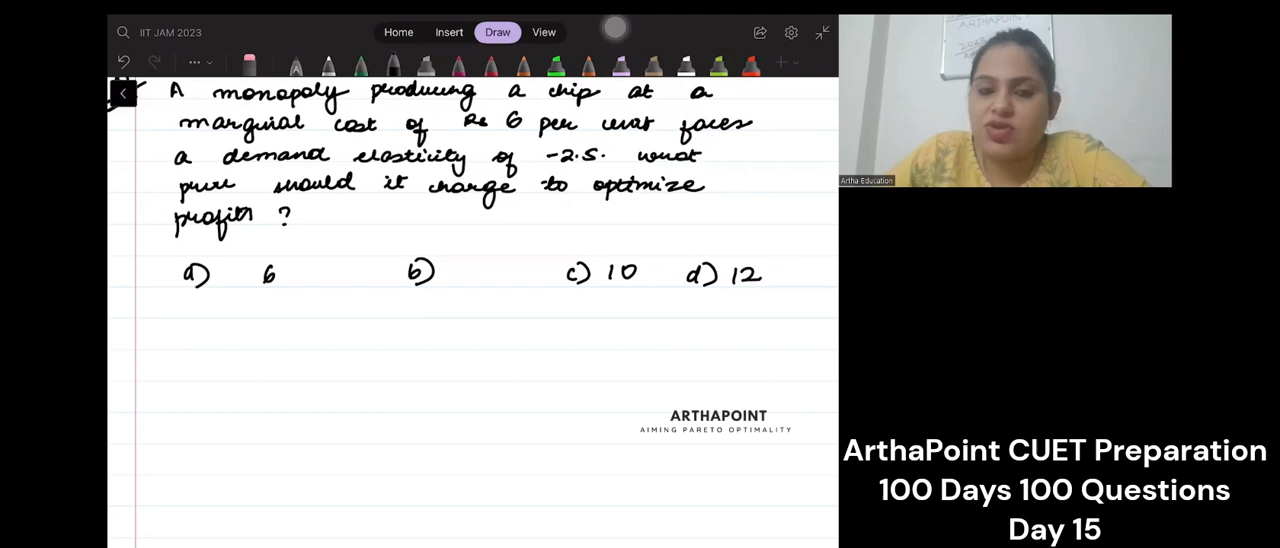 IIT JAM 2023
Home Insert Draw View
A monopoly producing a chip at a
marginal cost of Rs 6 per unit faces
a demand elasticity of -2.5. what
price should it charge to optimize
profits ?
a) 6 b) c) 10 d) 12
ARTHAPOINT
AIMING PARETO OPTIMALITY
ARTHAPOINT
Artha Education
ArthaPoint CUET Preparation
100 Days 100 Questions
Day 15